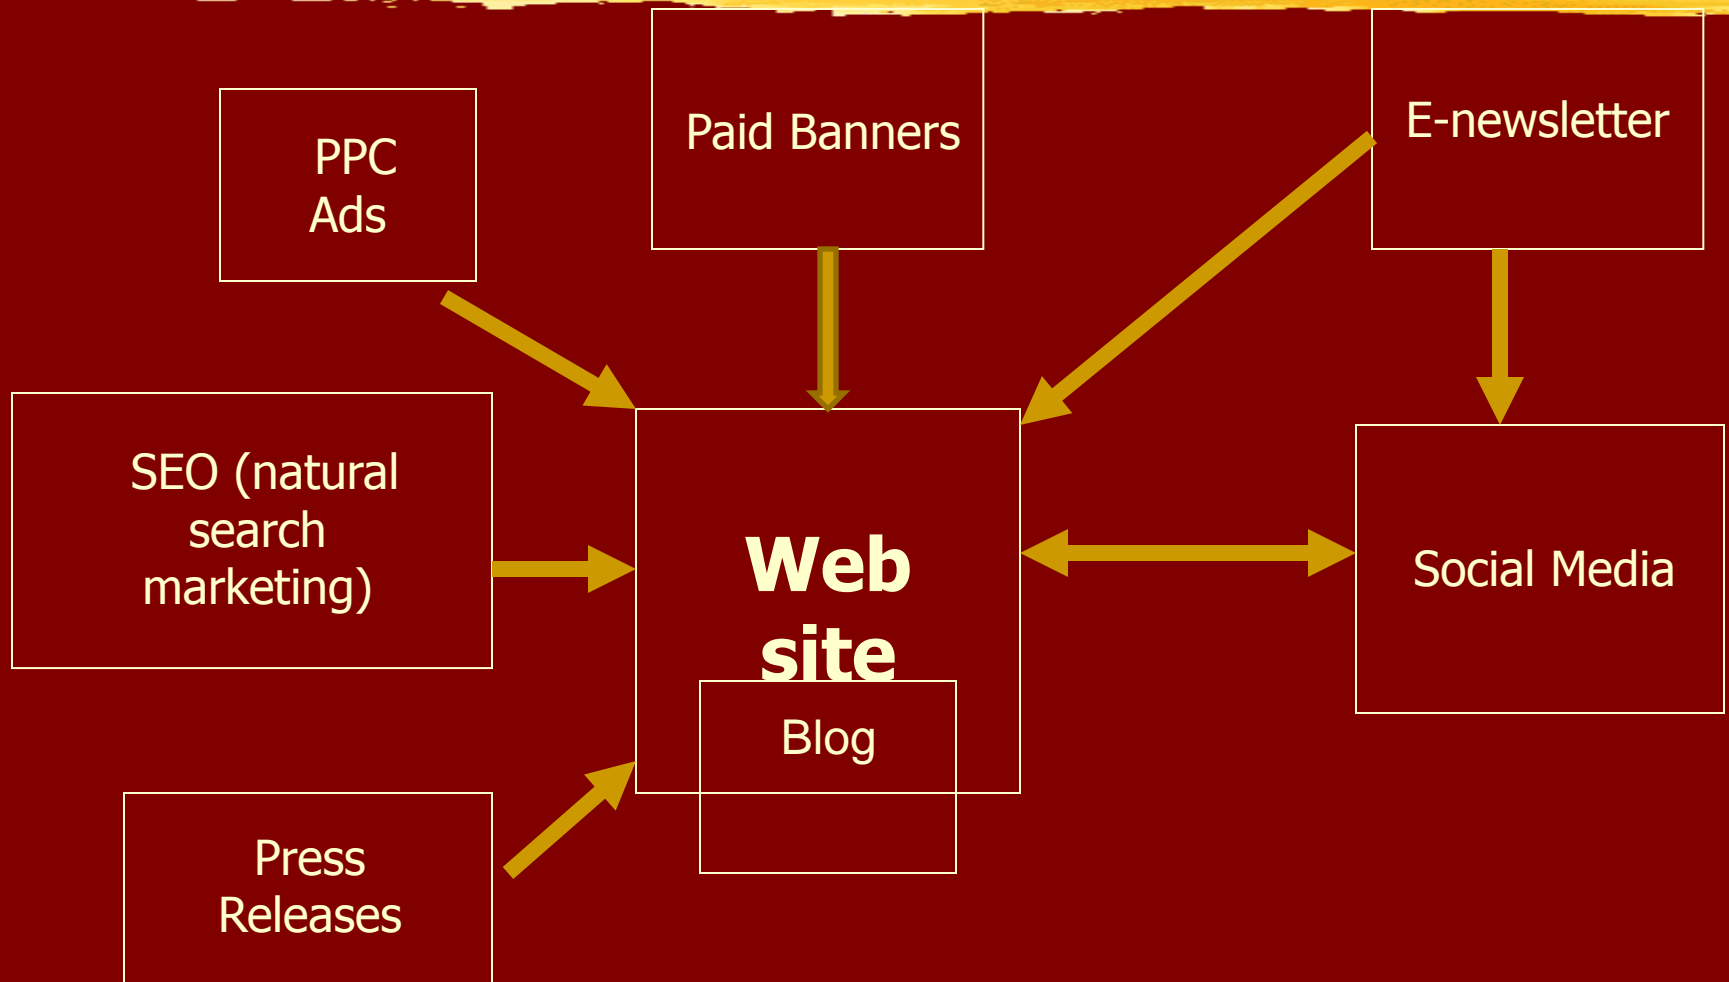 PPC
Ads
Paid Banners
E-newsletter
SEO (natural
search
marketing)
Web
site
Blog
Social Media
Press
Releases